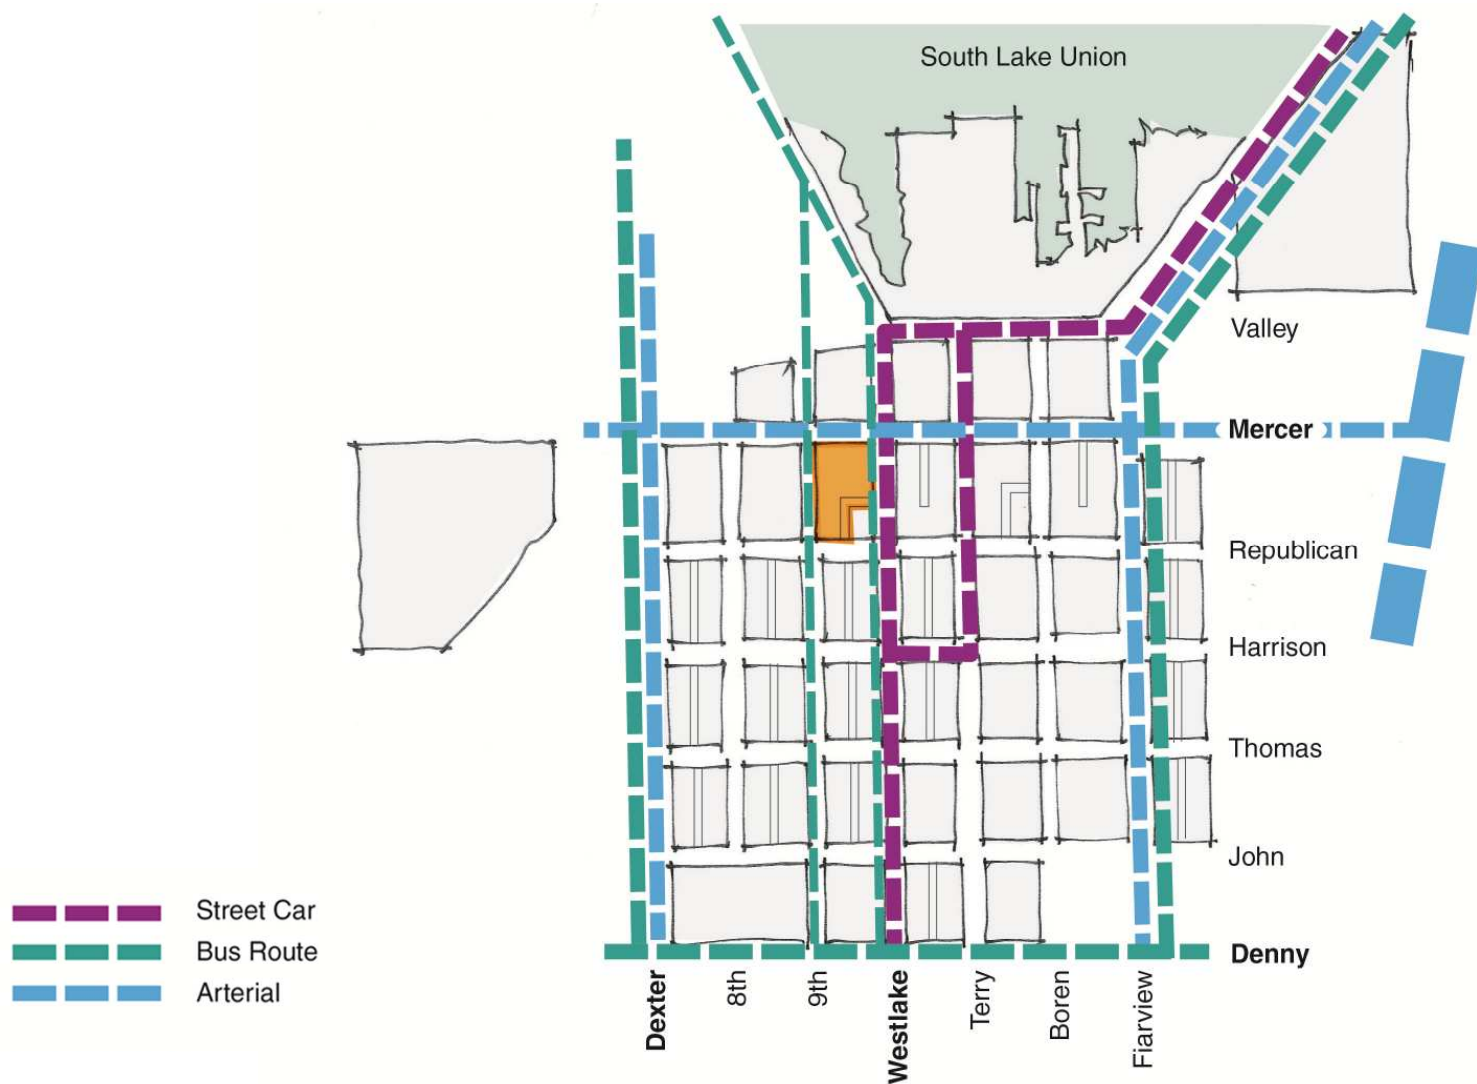 South Lake Union
Valley
Mercer
Republican
Harrison
Thomas
John
Denny
Street Car
Bus Route
Arterial
Dexter
8th
9th
Westlake
Terry
Boren
Fiarview